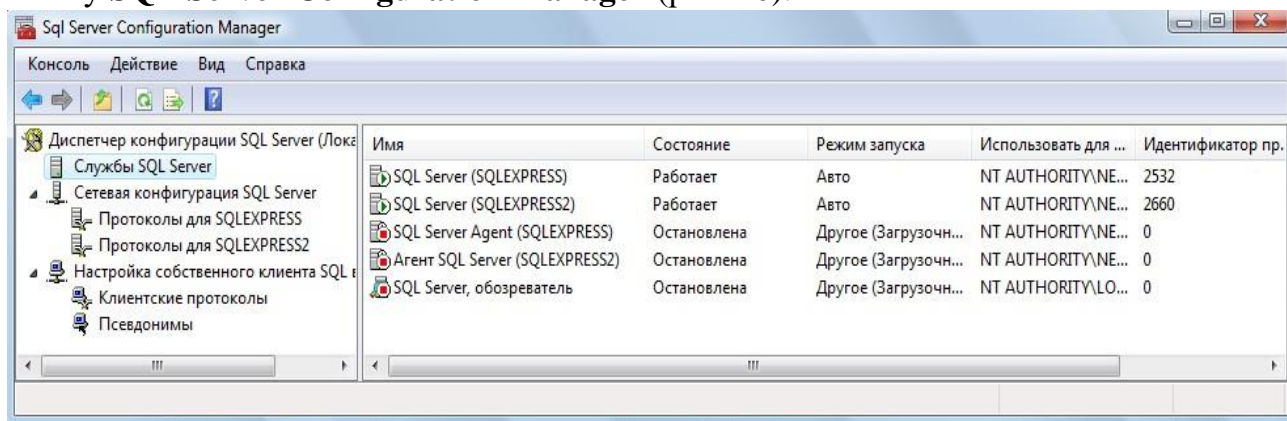 SQL Server Configuration Manager
Sql Server Configuration Manager
Консоль Действие Вид Справка
Диспетчер конфигурации SQL Server (Лока
Службы SQL Server
Сетевая конфигурация SQL Server
Протоколы для SQLEXPRESS
Протоколы для SQLEXPRESS2
Настройка собственного клиента SQL
Клиентские протоколы
Псевдонимы
Имя Состояние Режим запуска Использовать для ... Идентификатор пр.
SQL Server (SQLEXPRESS) Работает Авто NT AUTHORITY\NE... 2532
SQL Server (SQLEXPRESS2) Работает Авто NT AUTHORITY\NE... 2660
SQL Server Agent (SQLEXPRESS) Остановлена Другое (Загрузочн... NT AUTHORITY\NE... 0
Агент SQL Server (SQLEXPRESS2) Остановлена Другое (Загрузочн... NT AUTHORITY\NE... 0
SQL Server, обозреватель Остановлена Другое (Загрузочн... NT AUTHORITY\LO... 0